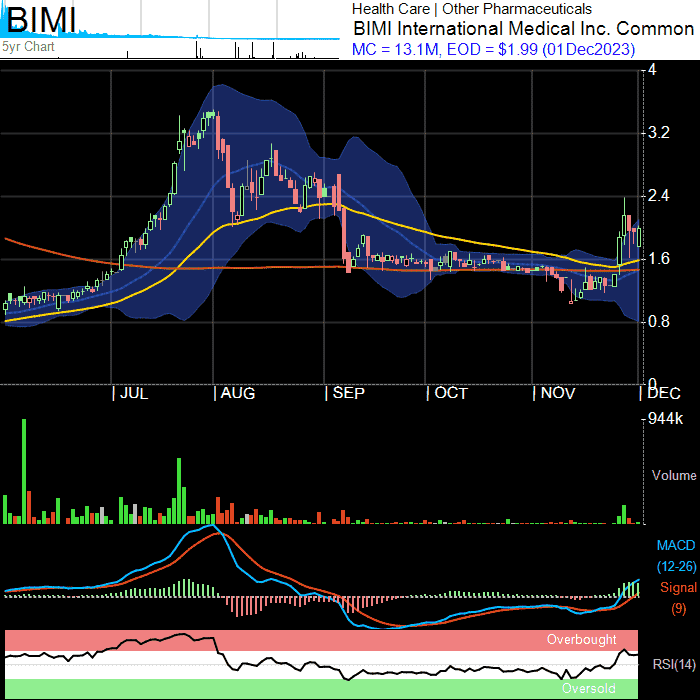 BIMI
5yr Chart
Health Care | Other Pharmaceuticals
BIMI International Medical Inc. Common
MC = 13.1M, EOD = $1.99 (01Dec2023)
4
3.2
2.4
1.6
0.8
0
JUL AUG SEP OCT NOV DEC
944k
Volume
MACD
(12-26)
Signal
(9)
Overbought
RSI(14)
Oversold